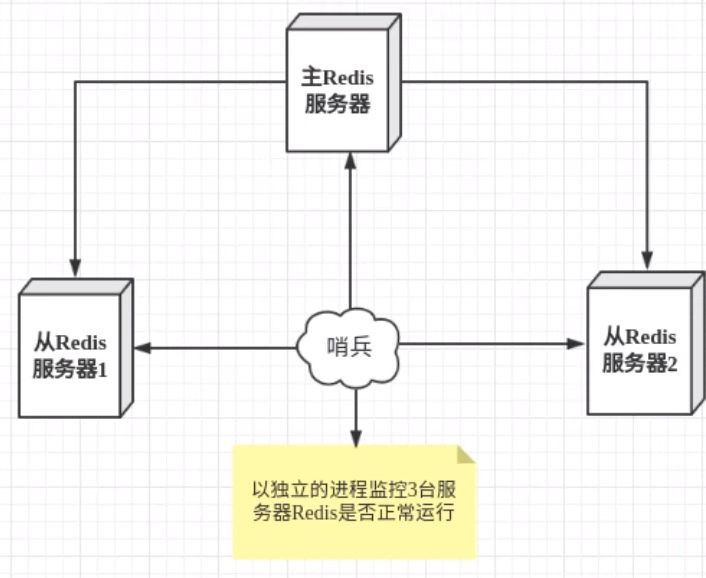 主Redis
服务器
从Redis
服务器1
哨兵
从Redis
服务器2
以独立的进程监控3台服
务器Redis是否正常运行